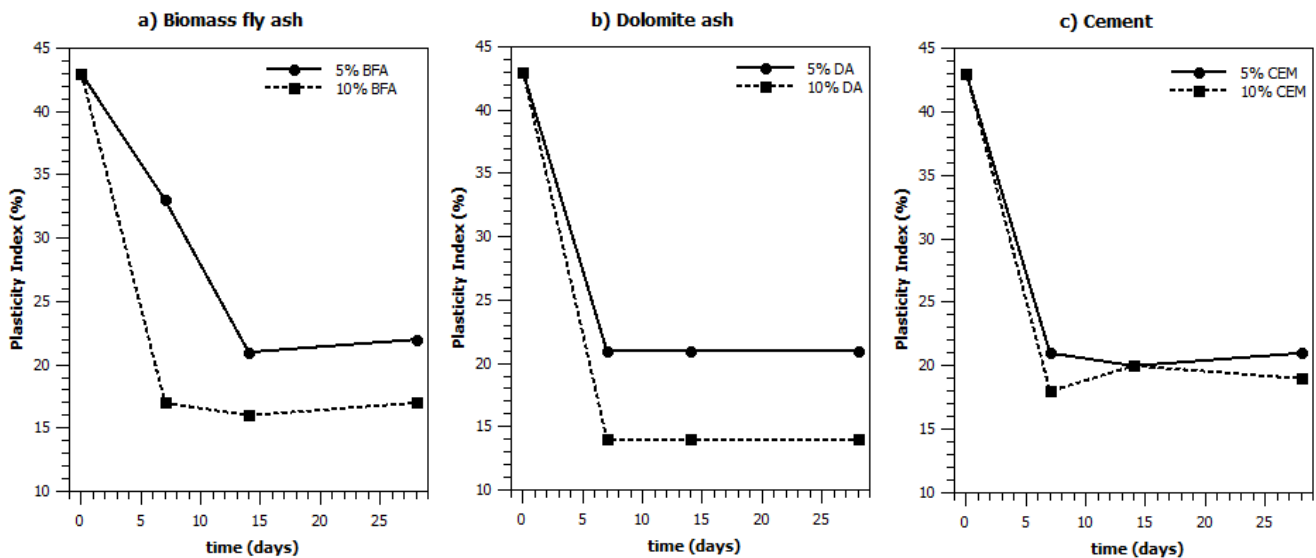 a) Biomass fly ash
5% BFA
10% BFA
Plasticity Index (%)
45
40
35
30
25
20
15
10
0 5 10 15 20 25
time (days)
b) Dolomite ash
5% DA
10% DA
Plasticity Index (%)
45
40
35
30
25
20
15
10
0 5 10 15 20 25
time (days)
c) Cement
5% CEM
10% CEM
Plasticity Index (%)
45
40
35
30
25
20
15
10
0 5 10 15 20 25
time (days)